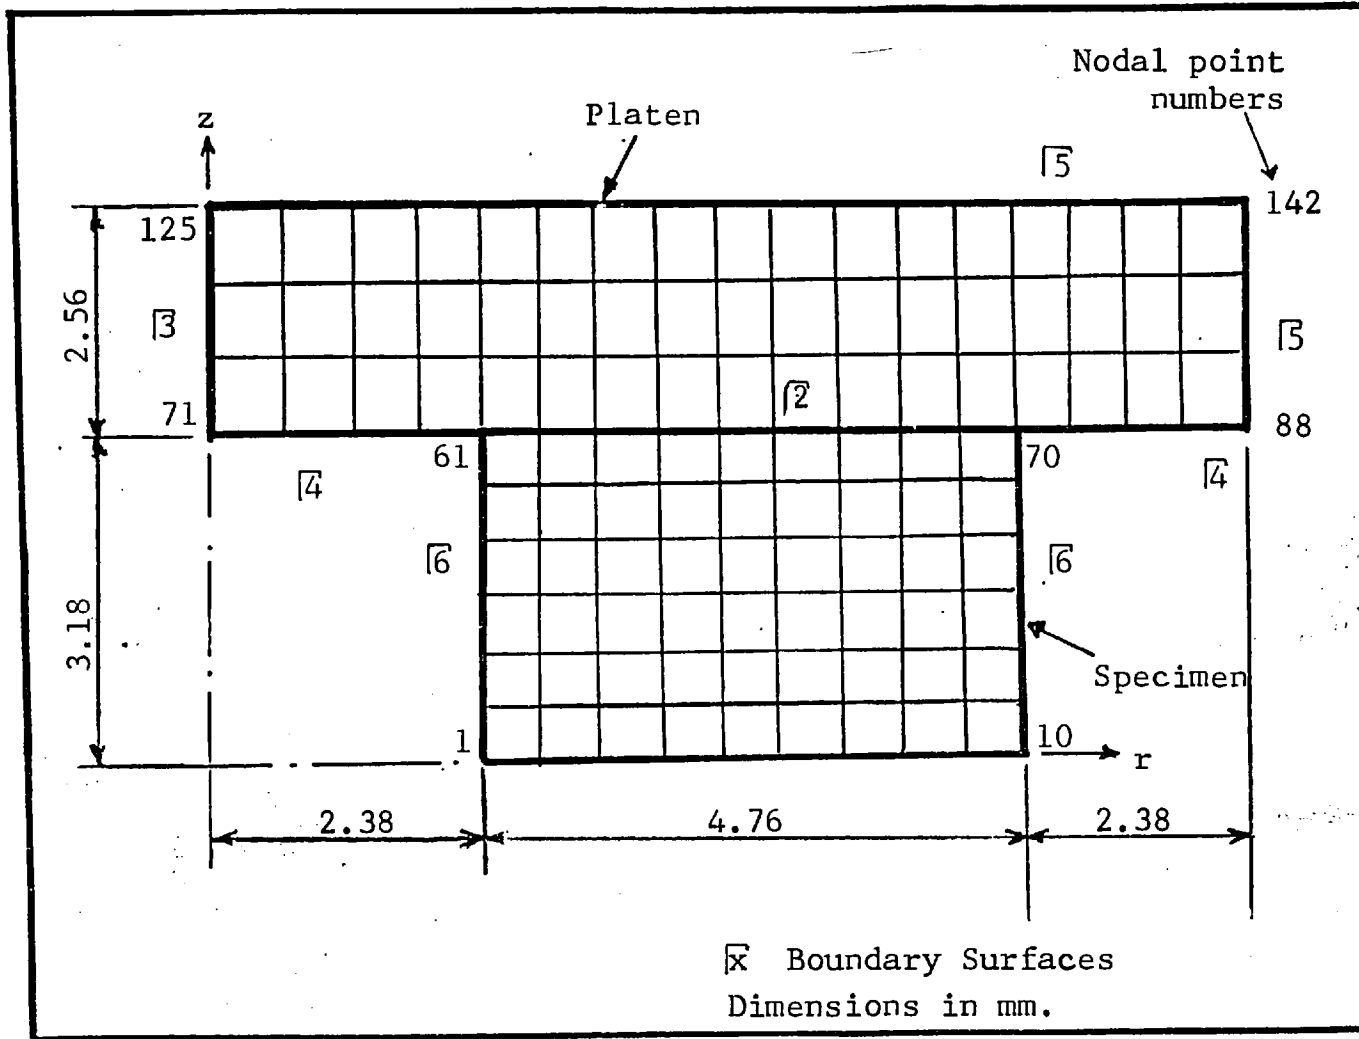 Nodal point
numbers
Platen
z
5
142
125
3
2.56
5
2
71
88
61
70
4
4
6
6
3.18
Specimen
1
10
r
2.38
4.76
2.38
x Boundary Surfaces
Dimensions in mm.